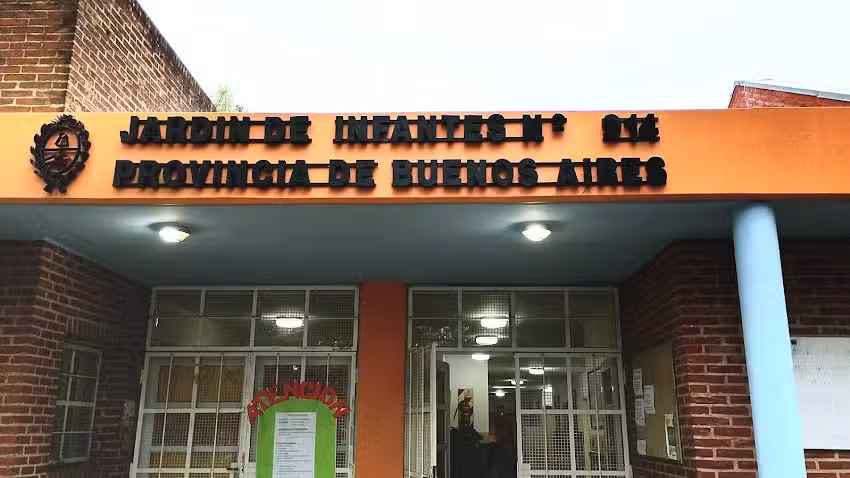 JARDIN DE INFANTES Nº 914
PROVINCIA DE BUENOS AIRES
ATENCION